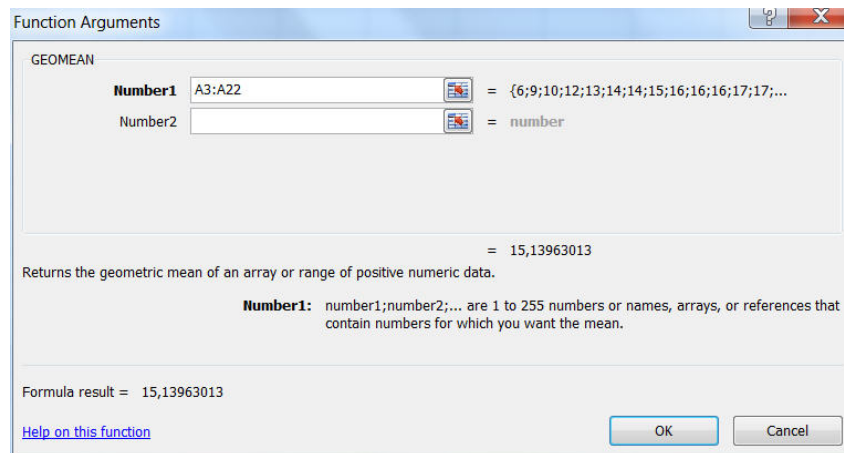 Function Arguments
GEOMEAN
Number1 A3:A22 = {6;9;10;12;13;14;14;15;16;16;16;17;17;...
Number2 = number
= 15,13963013
Returns the geometric mean of an array or range of positive numeric data.
Number1: number1;number2;... are 1 to 255 numbers or names, arrays, or references that
contain numbers for which you want the mean.
Formula result = 15,13963013
Help on this function OK Cancel